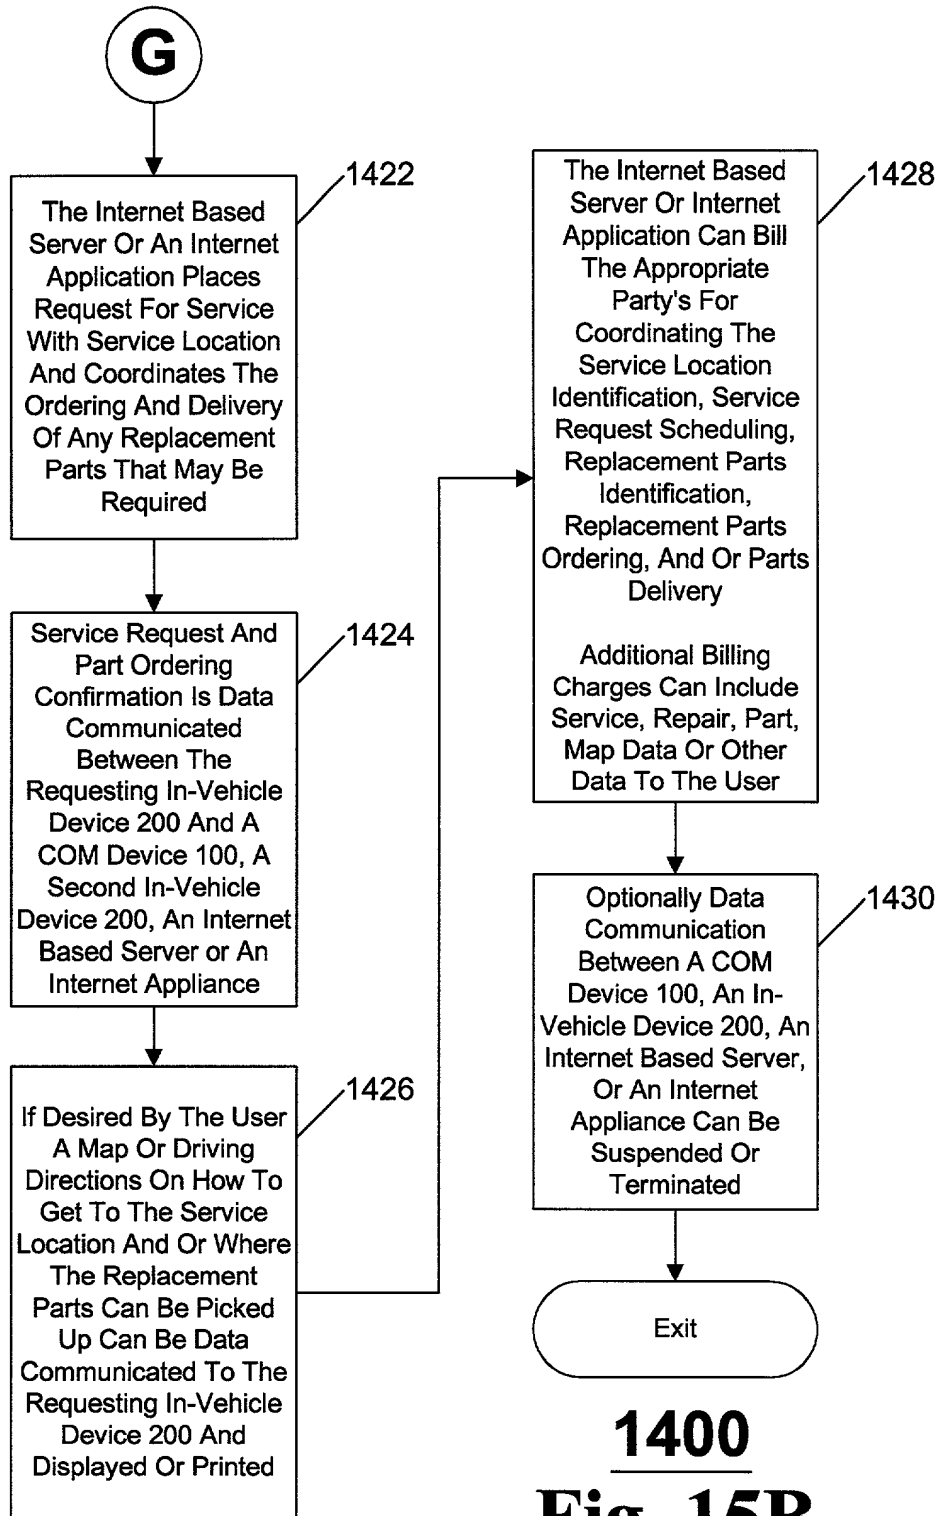 G
1422
The Internet Based
Server Or An Internet
Application Places
Request For Service
With Service Location
And Coordinates The
Ordering And Delivery
Of Any Replacement
Parts That May Be
Required
1424
Service Request And
Part Ordering
Confirmation Is Data
Communicated
Between The
Requesting In-Vehicle
Device 200 And A
COM Device 100, A
Second In-Vehicle
Device 200, An Internet
Based Server or An
Internet Appliance
1426
If Desired By The User
A Map Or Driving
Directions On How To
Get To The Service
Location And Or Where
The Replacement
Parts Can Be Picked
Up Can Be Data
Communicated To The
Requesting In-Vehicle
Device 200 And
Displayed Or Printed
1428
The Internet Based
Server Or Internet
Application Can Bill
The Appropriate
Party's For
Coordinating The
Service Location
Identification, Service
Request Scheduling,
Replacement Parts
Identification,
Replacement Parts
Ordering, And Or Parts
Delivery
Additional Billing
Charges Can Include
Service, Repair, Part,
Map Data Or Other
Data To The User
1430
Optionally Data
Communication
Between A COM
Device 100, An In-
Vehicle Device 200, An
Internet Based Server,
Or An Internet
Appliance Can Be
Suspended Or
Terminated
Exit
1400
Fig. 15B